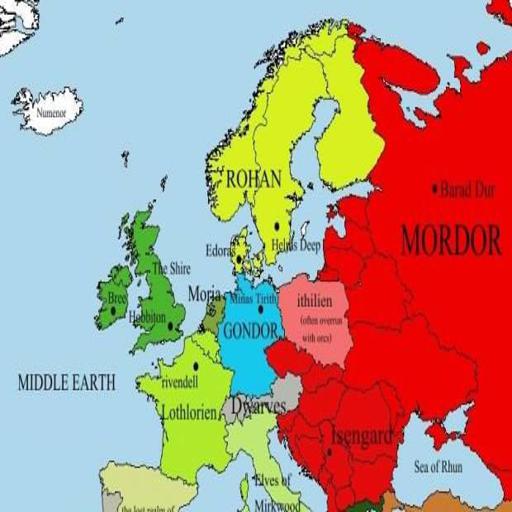 Numenor
ROHAN
Barad Dur
MORDOR
Edoras
Helms Deep
The Shire
Bree
Hobbiton
Moria
Minas Tirith
GONDOR
ithilien
(often overrun
with orcs)
MIDDLE EARTH
rivendell
Lothlorien
Dwarves
Isengard
Sea of Rhun
Elves of
Mirkwood
the lost realm of